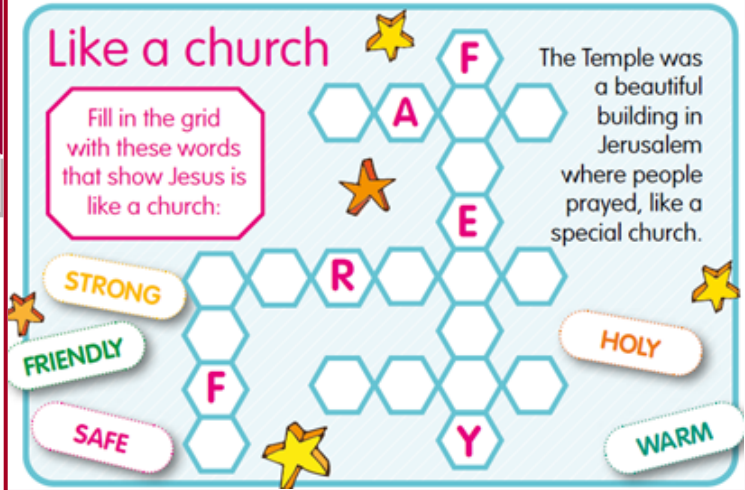 Like a church
Fill in the grid
with these words
that show Jesus is
like a church:
The Temple was
a beautiful
building in
Jerusalem
where people
prayed, like a
special church.
F
A
E
R
F
Y
STRONG
FRIENDLY
SAFE
HOLY
WARM